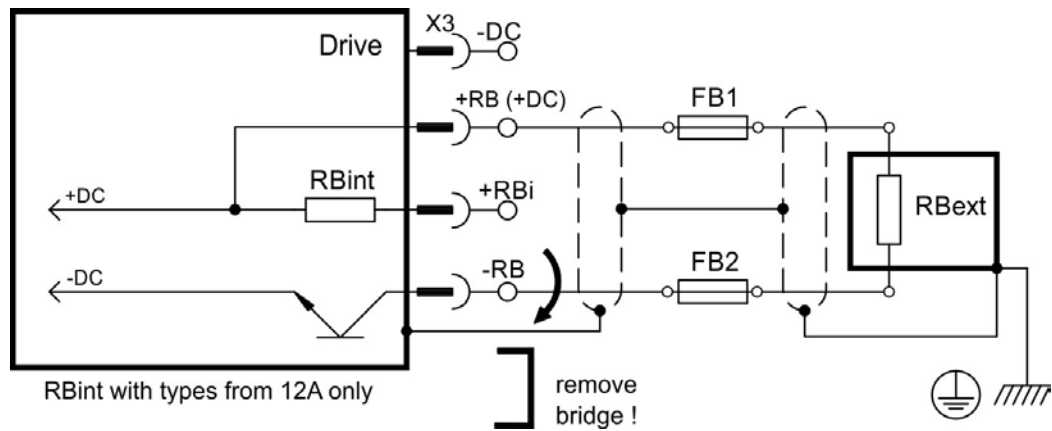 Drive
X3
-DC
+RB (+DC)
FB1
+DC
RBint
+RBi
RBext
-DC
-RB
FB2
RBint with types from 12A only
remove
bridge !